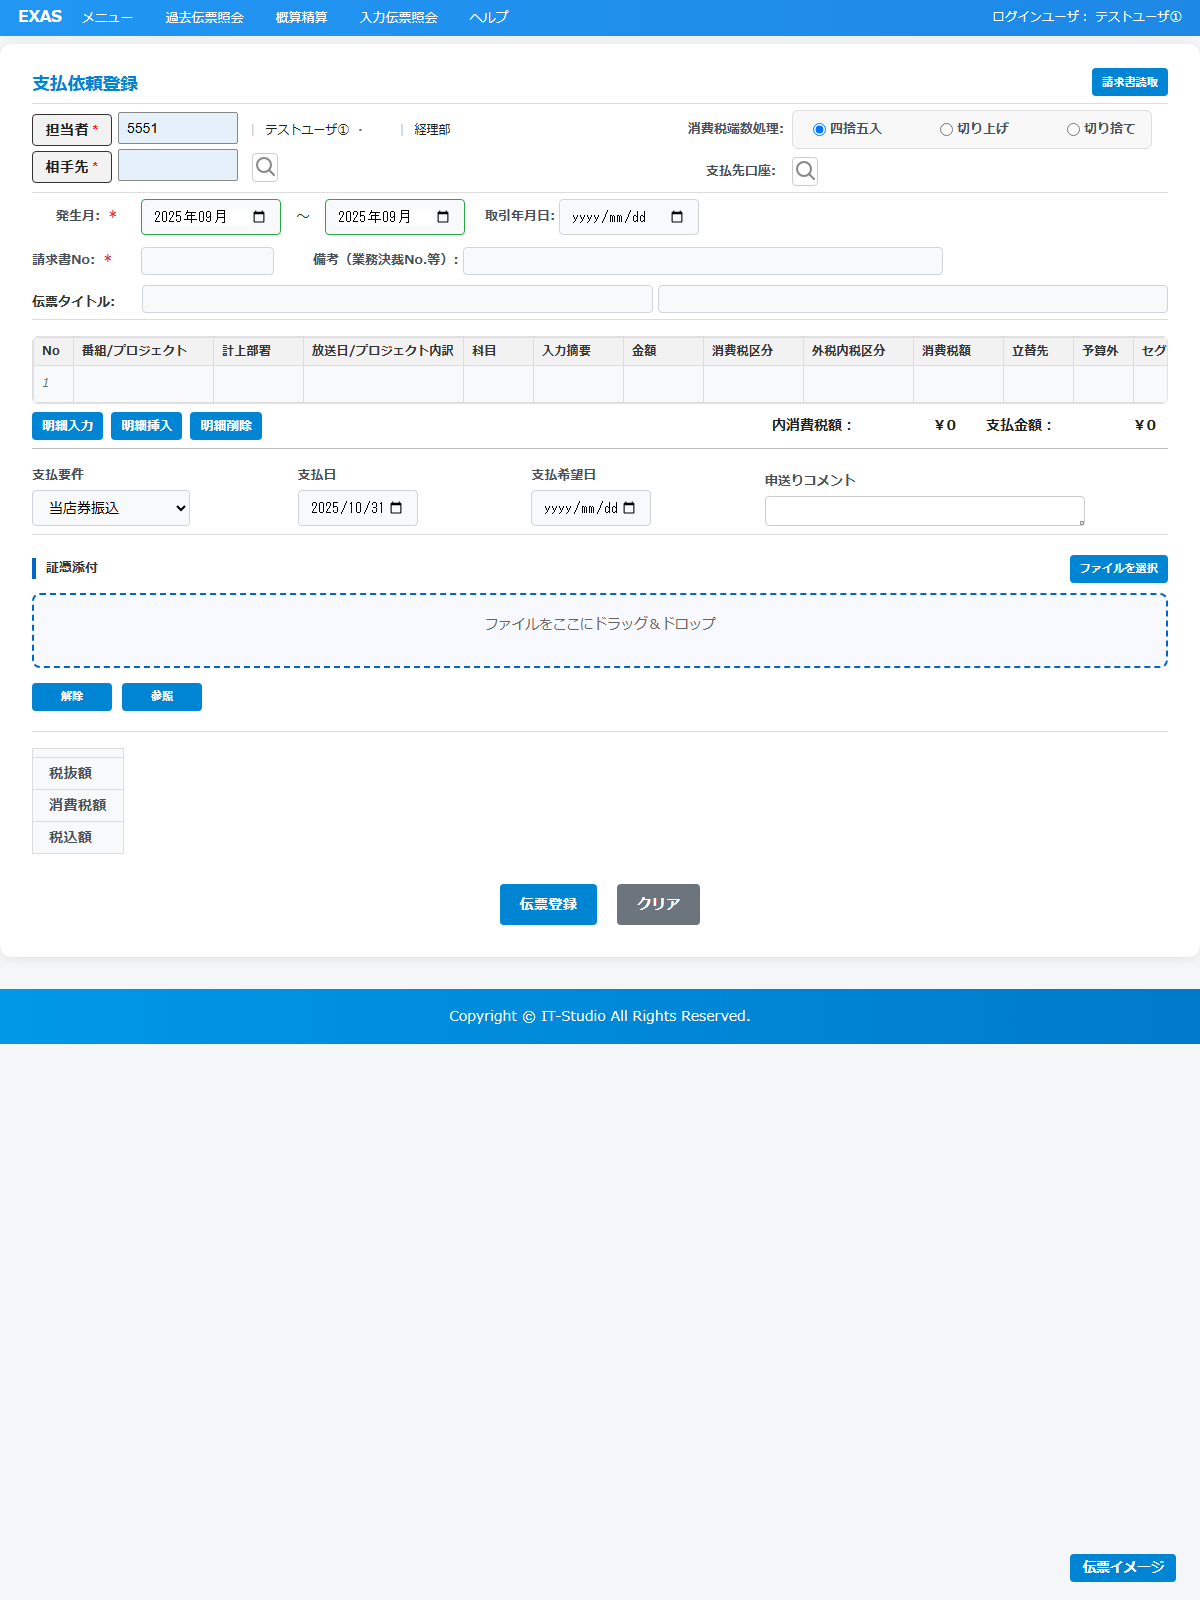 EXAS メニュー 過去伝票照会 概算精算 入力伝票照会 ヘルプ ログインユーザ： テストユーザ①
支払依頼登録 請求書読取
担当者 * 5551 | テストユーザ① ・ | 経理部 消費税端数処理: 四捨五入 切り上げ 切り捨て
相手先 * 支払先口座:
発生月: * 2025年09月 ～ 2025年09月 取引年月日: yyyy/mm/dd
請求書No: * 備考（業務決裁No.等）:
伝票タイトル:
No 番組/プロジェクト 計上部署 放送日/プロジェクト内訳 科目 入力摘要 金額 消費税区分 外税内税区分 消費税額 立替先 予算外 セグ
1
明細入力 明細挿入 明細削除 内消費税額： ¥0 支払金額： ¥0
支払要件 支払日 支払希望日 申送りコメント
当店券振込 2025/10/31 yyyy/mm/dd
証憑添付 ファイルを選択
ファイルをここにドラッグ＆ドロップ
解除 参照
税抜額
消費税額
税込額
伝票登録 クリア
Copyright © IT-Studio All Rights Reserved.
伝票イメージ